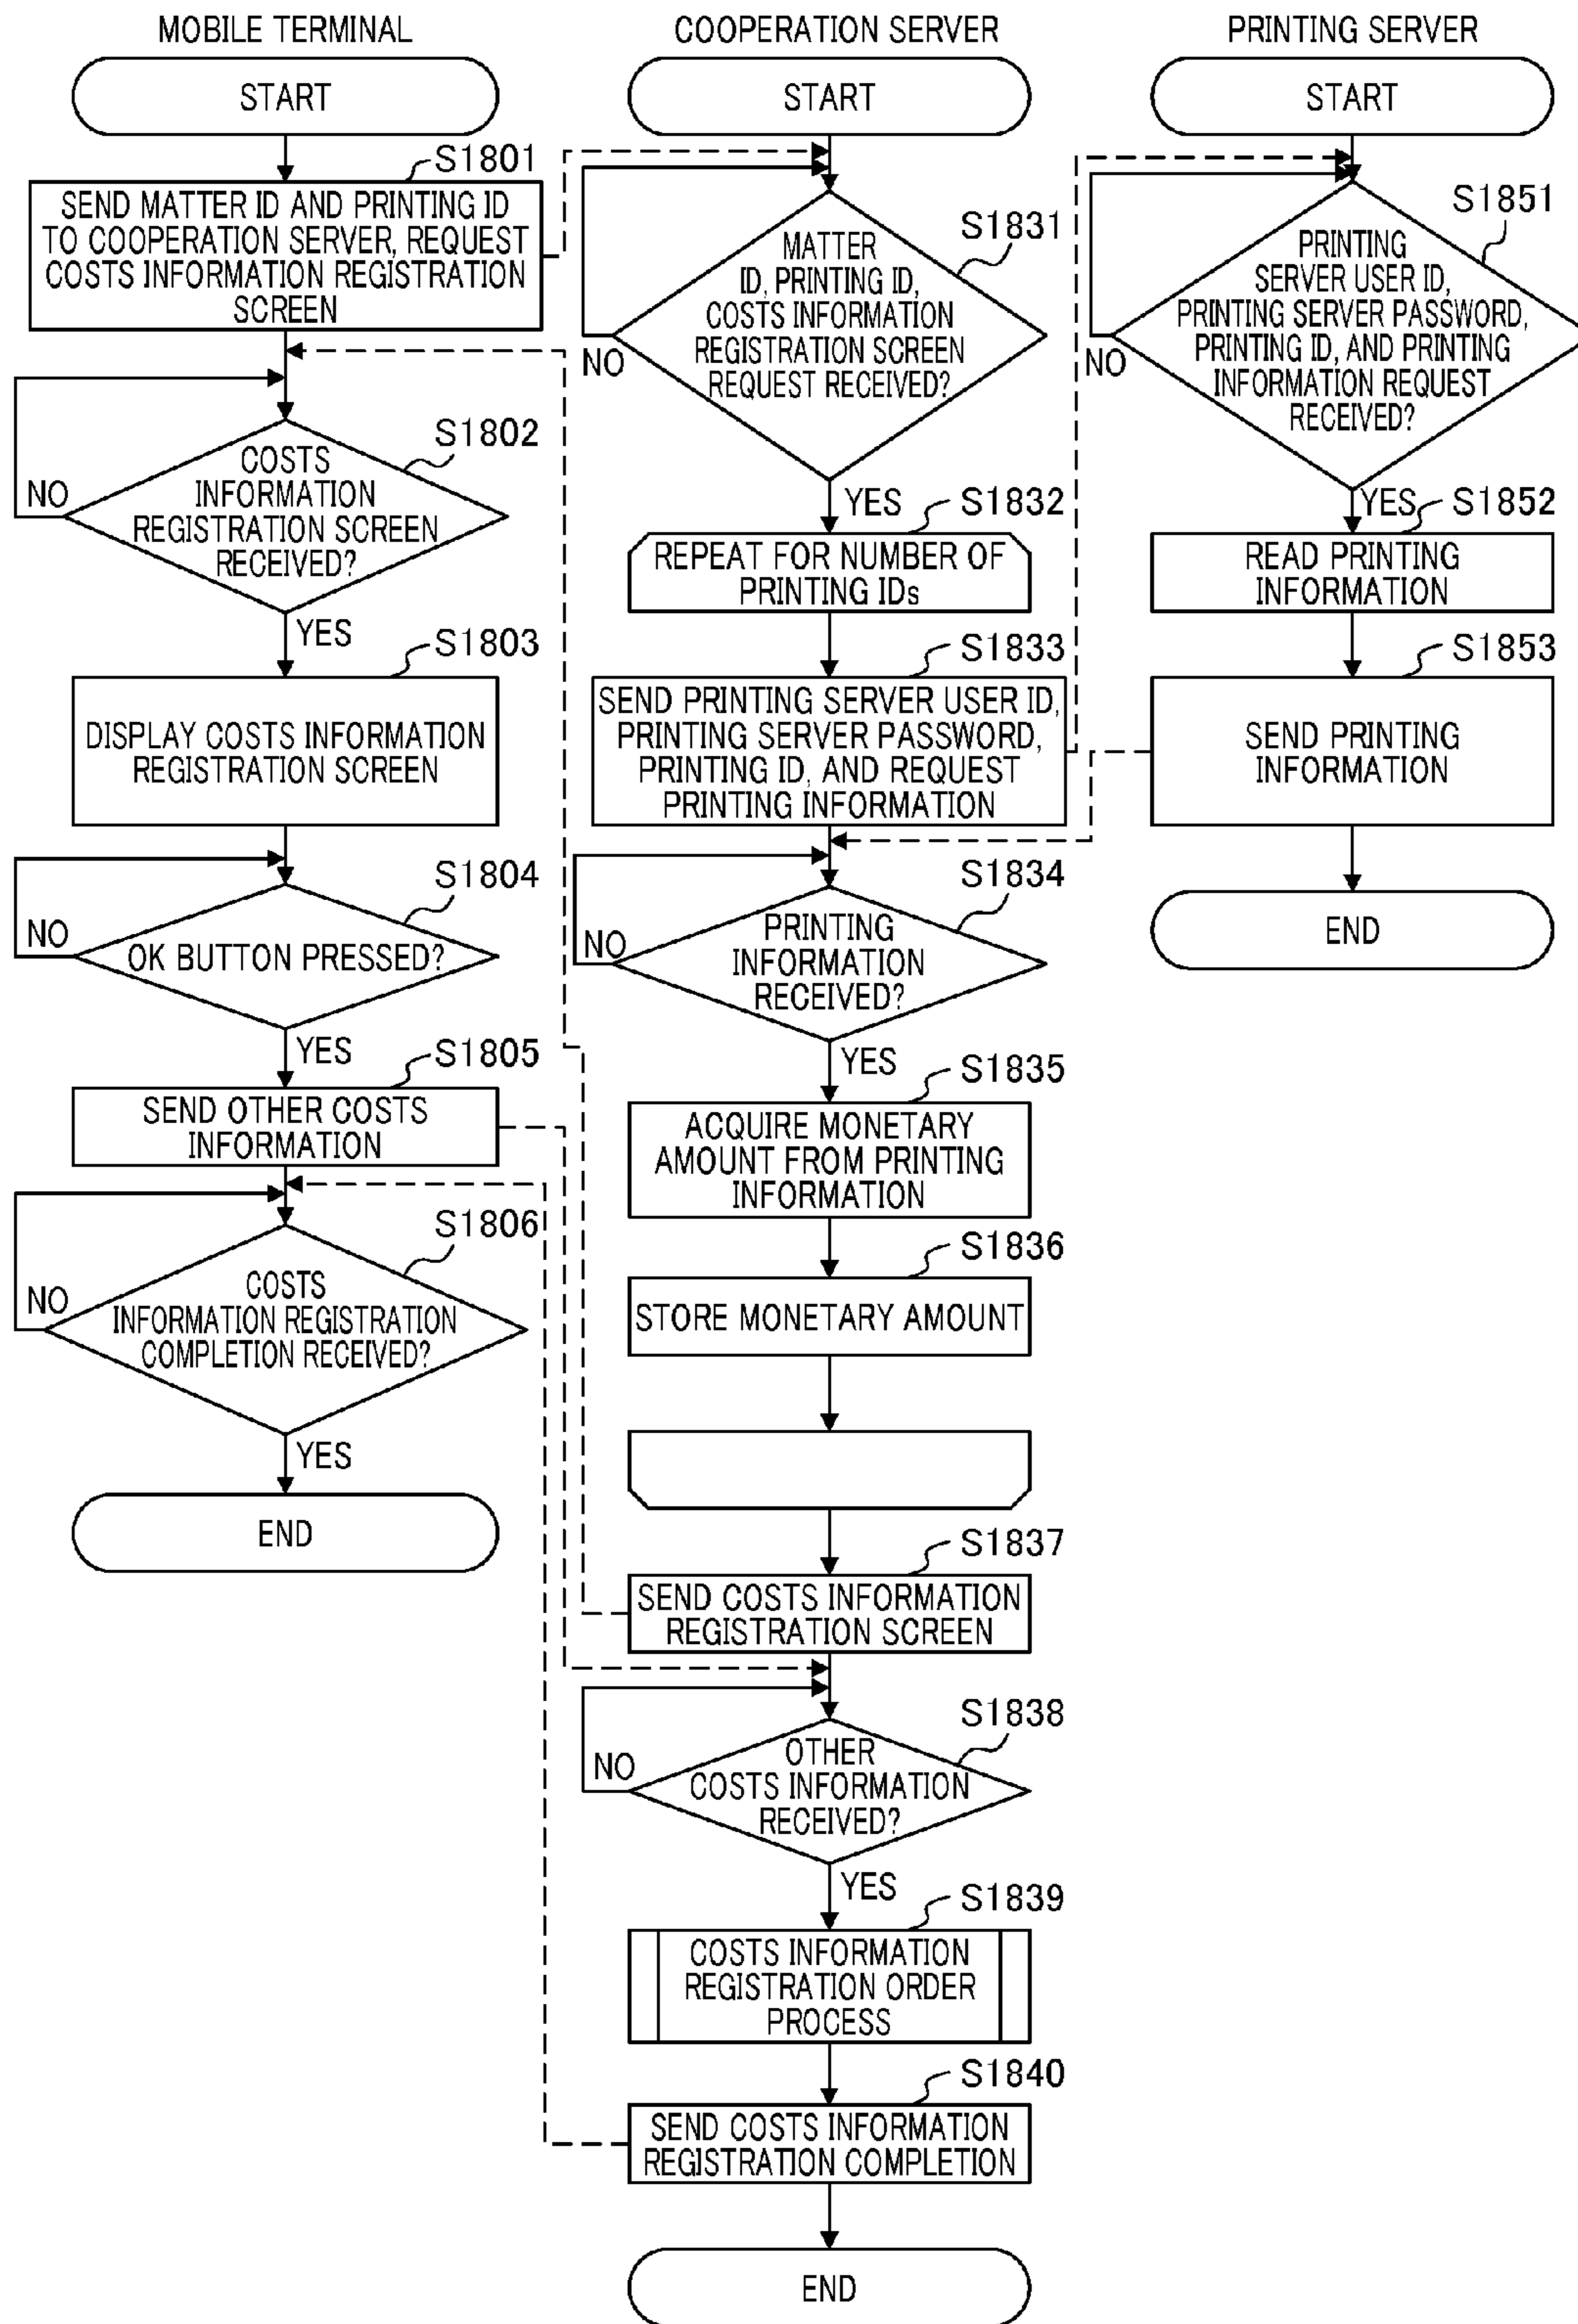 MOBILE TERMINAL
START
S1801
SEND MATTER ID AND PRINTING ID
TO COOPERATION SERVER, REQUEST
COSTS INFORMATION REGISTRATION
SCREEN
S1802
COSTS
INFORMATION
REGISTRATION SCREEN
RECEIVED?
NO
YES
S1803
DISPLAY COSTS INFORMATION
REGISTRATION SCREEN
S1804
OK BUTTON PRESSED?
NO
YES
S1805
SEND OTHER COSTS
INFORMATION
S1806
COSTS
INFORMATION REGISTRATION
COMPLETION RECEIVED?
NO
YES
END
COOPERATION SERVER
START
S1831
MATTER
ID, PRINTING ID,
COSTS INFORMATION
REGISTRATION SCREEN
REQUEST RECEIVED?
NO
YES
S1832
REPEAT FOR NUMBER OF
PRINTING IDs
S1833
SEND PRINTING SERVER USER ID,
PRINTING SERVER PASSWORD,
PRINTING ID, AND REQUEST
PRINTING INFORMATION
S1834
PRINTING
INFORMATION
RECEIVED?
NO
YES
S1835
ACQUIRE MONETARY
AMOUNT FROM PRINTING
INFORMATION
S1836
STORE MONETARY AMOUNT
S1837
SEND COSTS INFORMATION
REGISTRATION SCREEN
S1838
OTHER
COSTS INFORMATION
RECEIVED?
NO
YES
S1839
COSTS INFORMATION
REGISTRATION ORDER
PROCESS
S1840
SEND COSTS INFORMATION
REGISTRATION COMPLETION
END
PRINTING SERVER
START
S1851
PRINTING
SERVER USER ID,
PRINTING SERVER PASSWORD,
PRINTING ID, AND PRINTING
INFORMATION REQUEST
RECEIVED?
NO
YES
S1852
READ PRINTING
INFORMATION
S1853
SEND PRINTING
INFORMATION
END